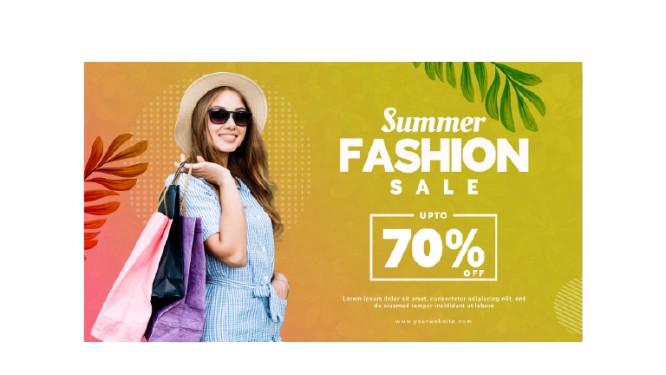 Summer
FASHION
SALE
UPTO
70%
OFF
Lorem ipsum dolor sit amet, consectetur adipiscing elit, sed
do eiusmod tempor incididunt ut labore
www.yourwebsite.com